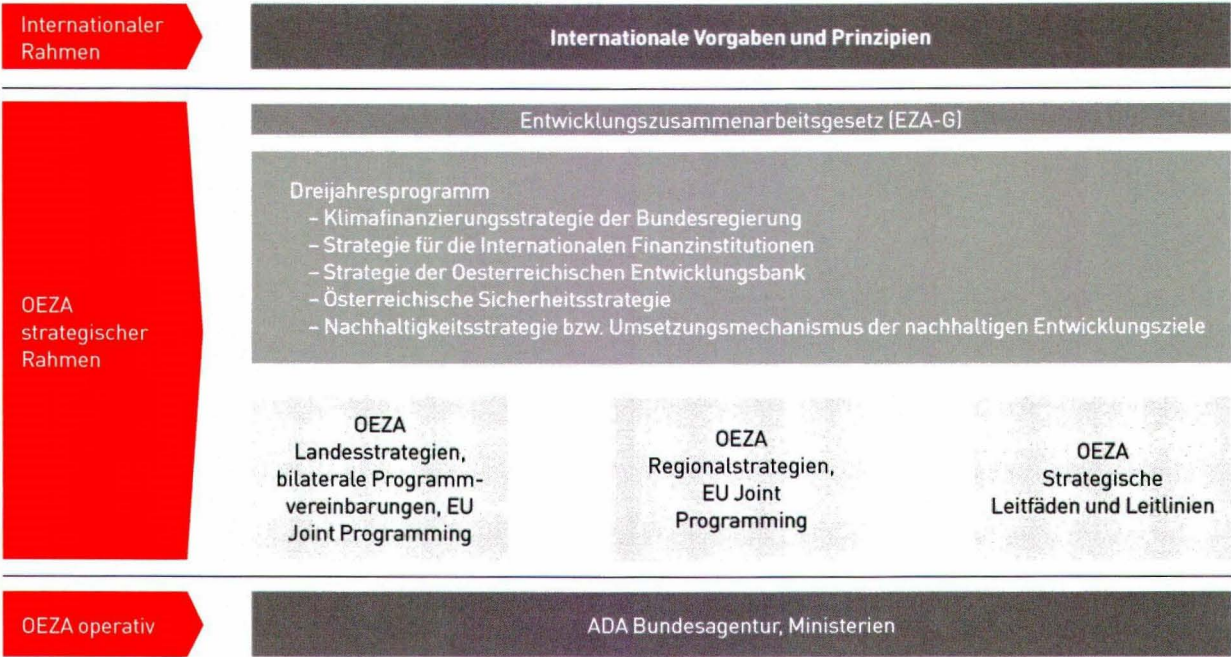 Internationaler
Rahmen
Internationale Vorgaben und Prinzipien
Entwicklungszusammenarbeitsgesetz (EZA-G)
Dreijahresprogramm
– Klimafinanzierungsstrategie der Bundesregierung
– Strategie für die Internationalen Finanzinstitutionen
– Strategie der Oesterreichischen Entwicklungsbank
– Österreichische Sicherheitsstrategie
– Nachhaltigkeitsstrategie bzw. Umsetzungsmechanismus der nachhaltigen Entwicklungsziele
OEZA
strategischer
Rahmen
OEZA
Landesstrategien,
bilaterale Programm-
vereinbarungen, EU
Joint Programming
OEZA
Regionalstrategien,
EU Joint
Programming
OEZA
Strategische
Leitfäden und Leitlinien
OEZA operativ
ADA Bundesagentur, Ministerien